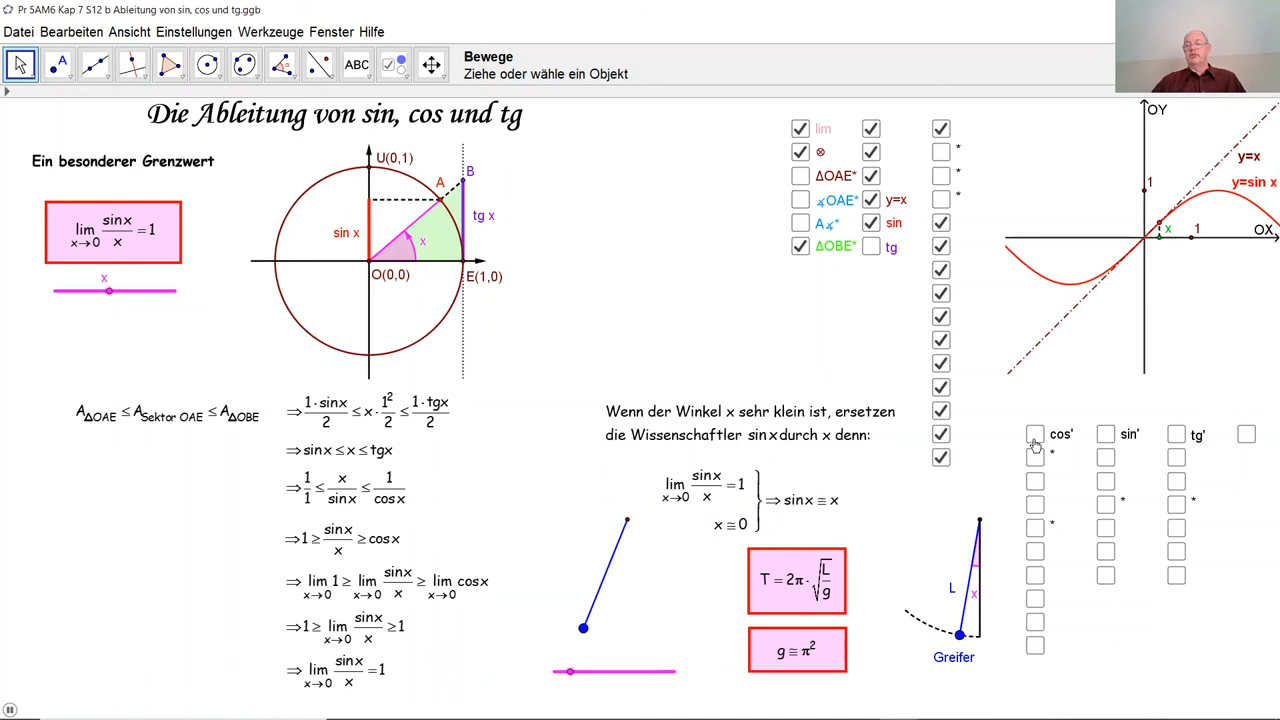 Pr 5AM6 Kap 7 S12 b Ableitung von sin, cos und tg.ggb
Datei Bearbeiten Ansicht Einstellungen Werkzeuge Fenster Hilfe
A ABC
Bewege
Ziehe oder wähle ein Objekt
Die Ableitung von sin, cos und tg
Ein besonderer Grenzwert
lim x→0 sinx/x = 1
x
U(0,1)
A
B
sin x
x
tg x
O(0,0)
E(1,0)
lim
⊗
ΔOAE*
∡OAE* y=x
A∡* sin
ΔOBE* tg
*
*
*
OY
y=x
1
y=sin x
x
1
OX
A ΔOAE ≤ A Sektor OAE ≤ A ΔOBE
⇒ 1·sinx/2 ≤ x·1²/2 ≤ 1·tgx/2
⇒ sinx ≤ x ≤ tgx
⇒ 1/1 ≤ x/sinx ≤ 1/cosx
⇒ 1 ≥ sinx/x ≥ cosx
⇒ lim x→0 1 ≥ lim x→0 sinx/x ≥ lim x→0 cosx
⇒ 1 ≥ lim x→0 sinx/x ≥ 1
⇒ lim x→0 sinx/x = 1
Wenn der Winkel x sehr klein ist, ersetzen
die Wissenschaftler sinx durch x denn:
lim x→0 sinx/x = 1
x ≅ 0
} ⇒ sinx ≅ x
T = 2π · √(L/g)
g ≅ π²
L
x
Greifer
cos' sin' tg'
*
* *
*